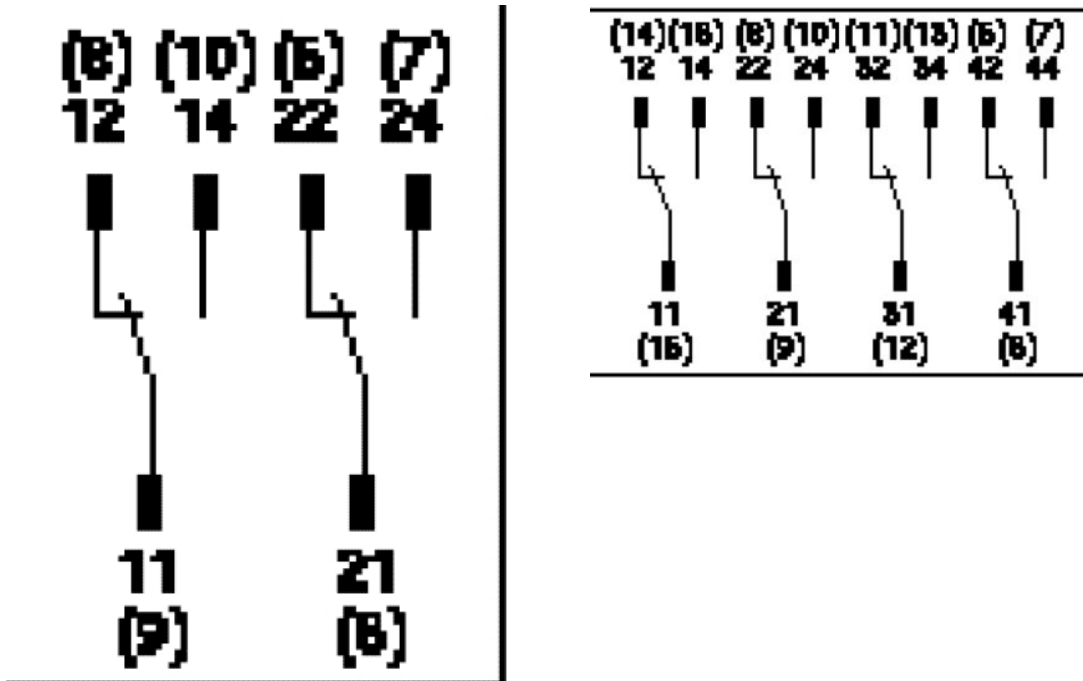 (8) (10) (5) (7)
12 14 22 24
11 21
(9) (6)
(14) (16) (8) (10) (11) (13) (5) (7)
12 14 22 24 32 34 42 44
11 21 31 41
(15) (9) (12) (6)